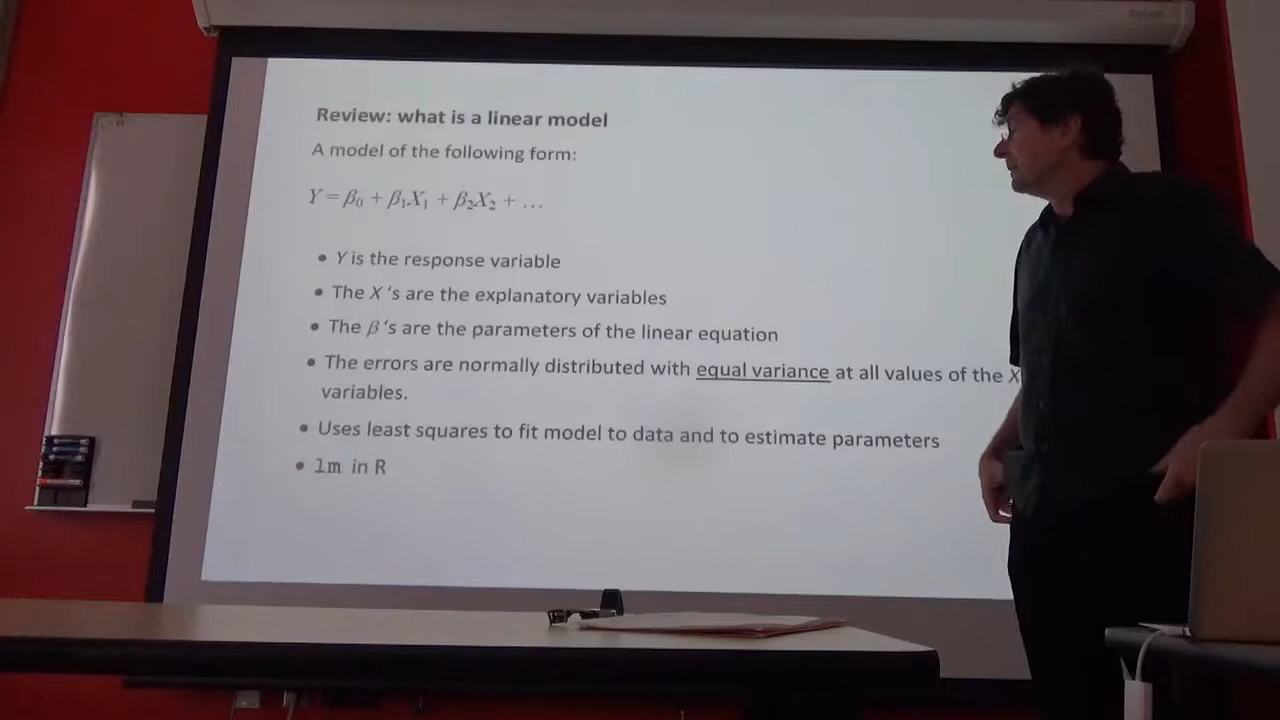 Review: what is a linear model
A model of the following form:
Y = β₀ + β₁X₁ + β₂X₂ + ...
• Y is the response variable
• The X 's are the explanatory variables
• The β 's are the parameters of the linear equation
• The errors are normally distributed with equal variance at all values of the X
variables.
• Uses least squares to fit model to data and to estimate parameters
• lm in R